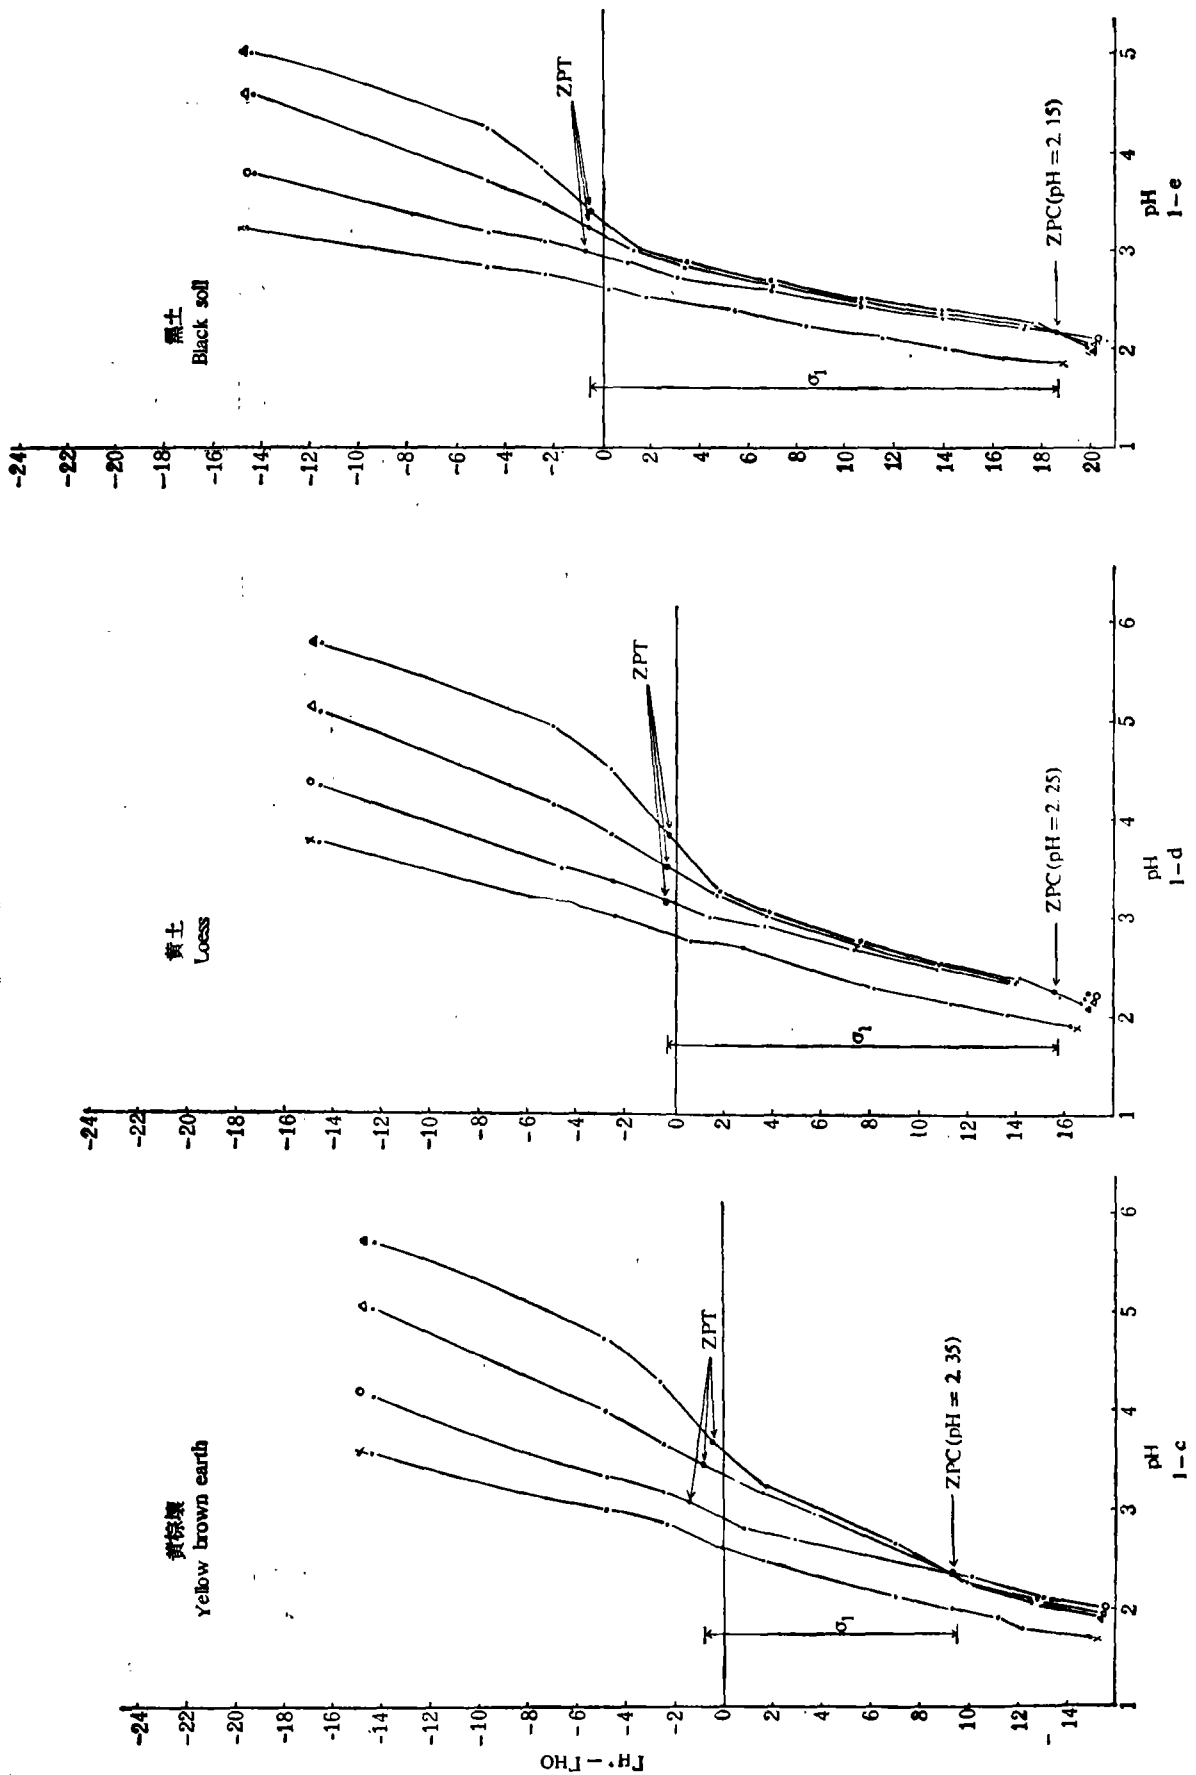 黄棕壤
Yellow brown earth
-24
-22
-20
-18
-16
-14
-12
-10
-8
-6
-4
-2
0
2
4
6
8
10
12
14
ΓH⁺ - ΓHO
ZPT
ZPC (pH = 2.35)
σ1
1 2 3 4 5 6
pH
1-c
黄土
Loess
-24
-22
-20
-18
-16
-14
-12
-10
-8
-6
-4
-2
0
2
4
6
8
10
12
14
16
ZPT
ZPC (pH = 2.25)
σ1
1 2 3 4 5 6
pH
1-d
黑土
Black soil
-24
-22
-20
-18
-16
-14
-12
-10
-8
-6
-4
-2
0
2
4
6
8
10
12
14
16
18
20
ZPT
ZPC (pH = 2.15)
σ1
1 2 3 4 5
pH
1-e